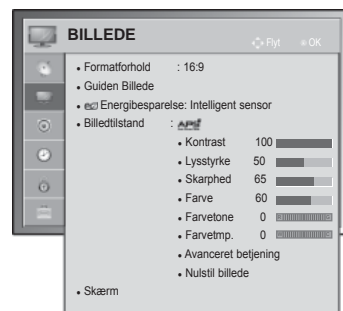 BILLEDE
Flyt
OK
• Formatforhold : 16:9
• Guiden Billede
• Energibesparelse: Intelligent sensor
• Billedtilstand : APS
• Kontrast 100
• Lysstyrke 50
• Skarphed 65
• Farve 60
• Farvetone 0
• Farvetmp. 0
• Avanceret betjening
• Nulstil billede
• Skærm